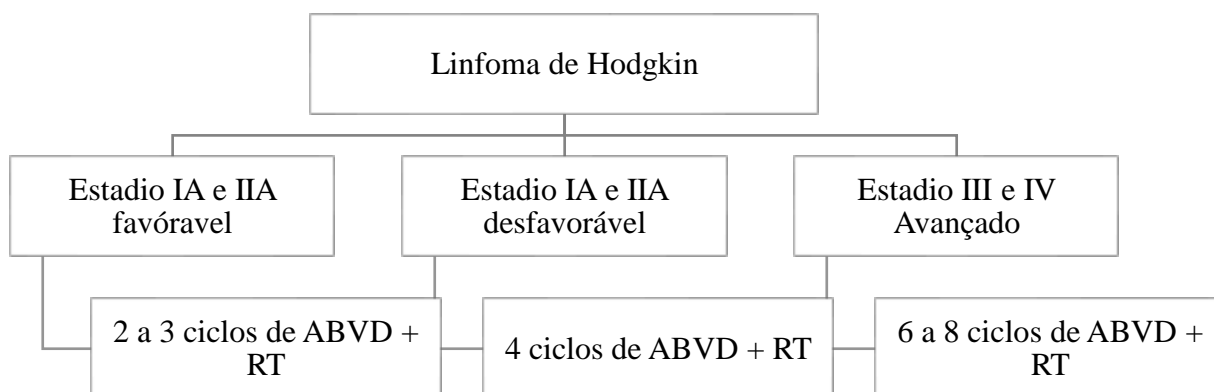 Linfoma de Hodgkin
Estadio IA e IIA
favóravel
Estadio IA e IIA
desfavorável
Estadio III e IV
Avançado
2 a 3 ciclos de ABVD +
RT
4 ciclos de ABVD + RT
6 a 8 ciclos de ABVD +
RT